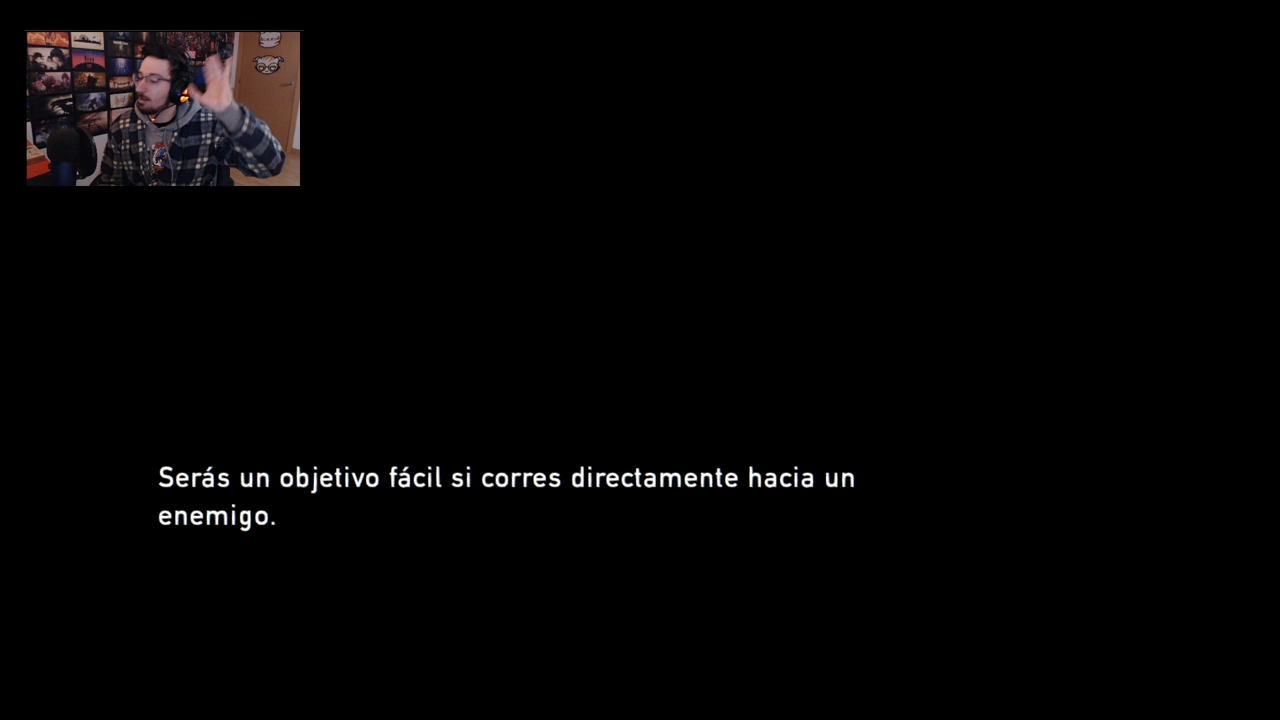 Serás un objetivo fácil si corres directamente hacia un
enemigo.